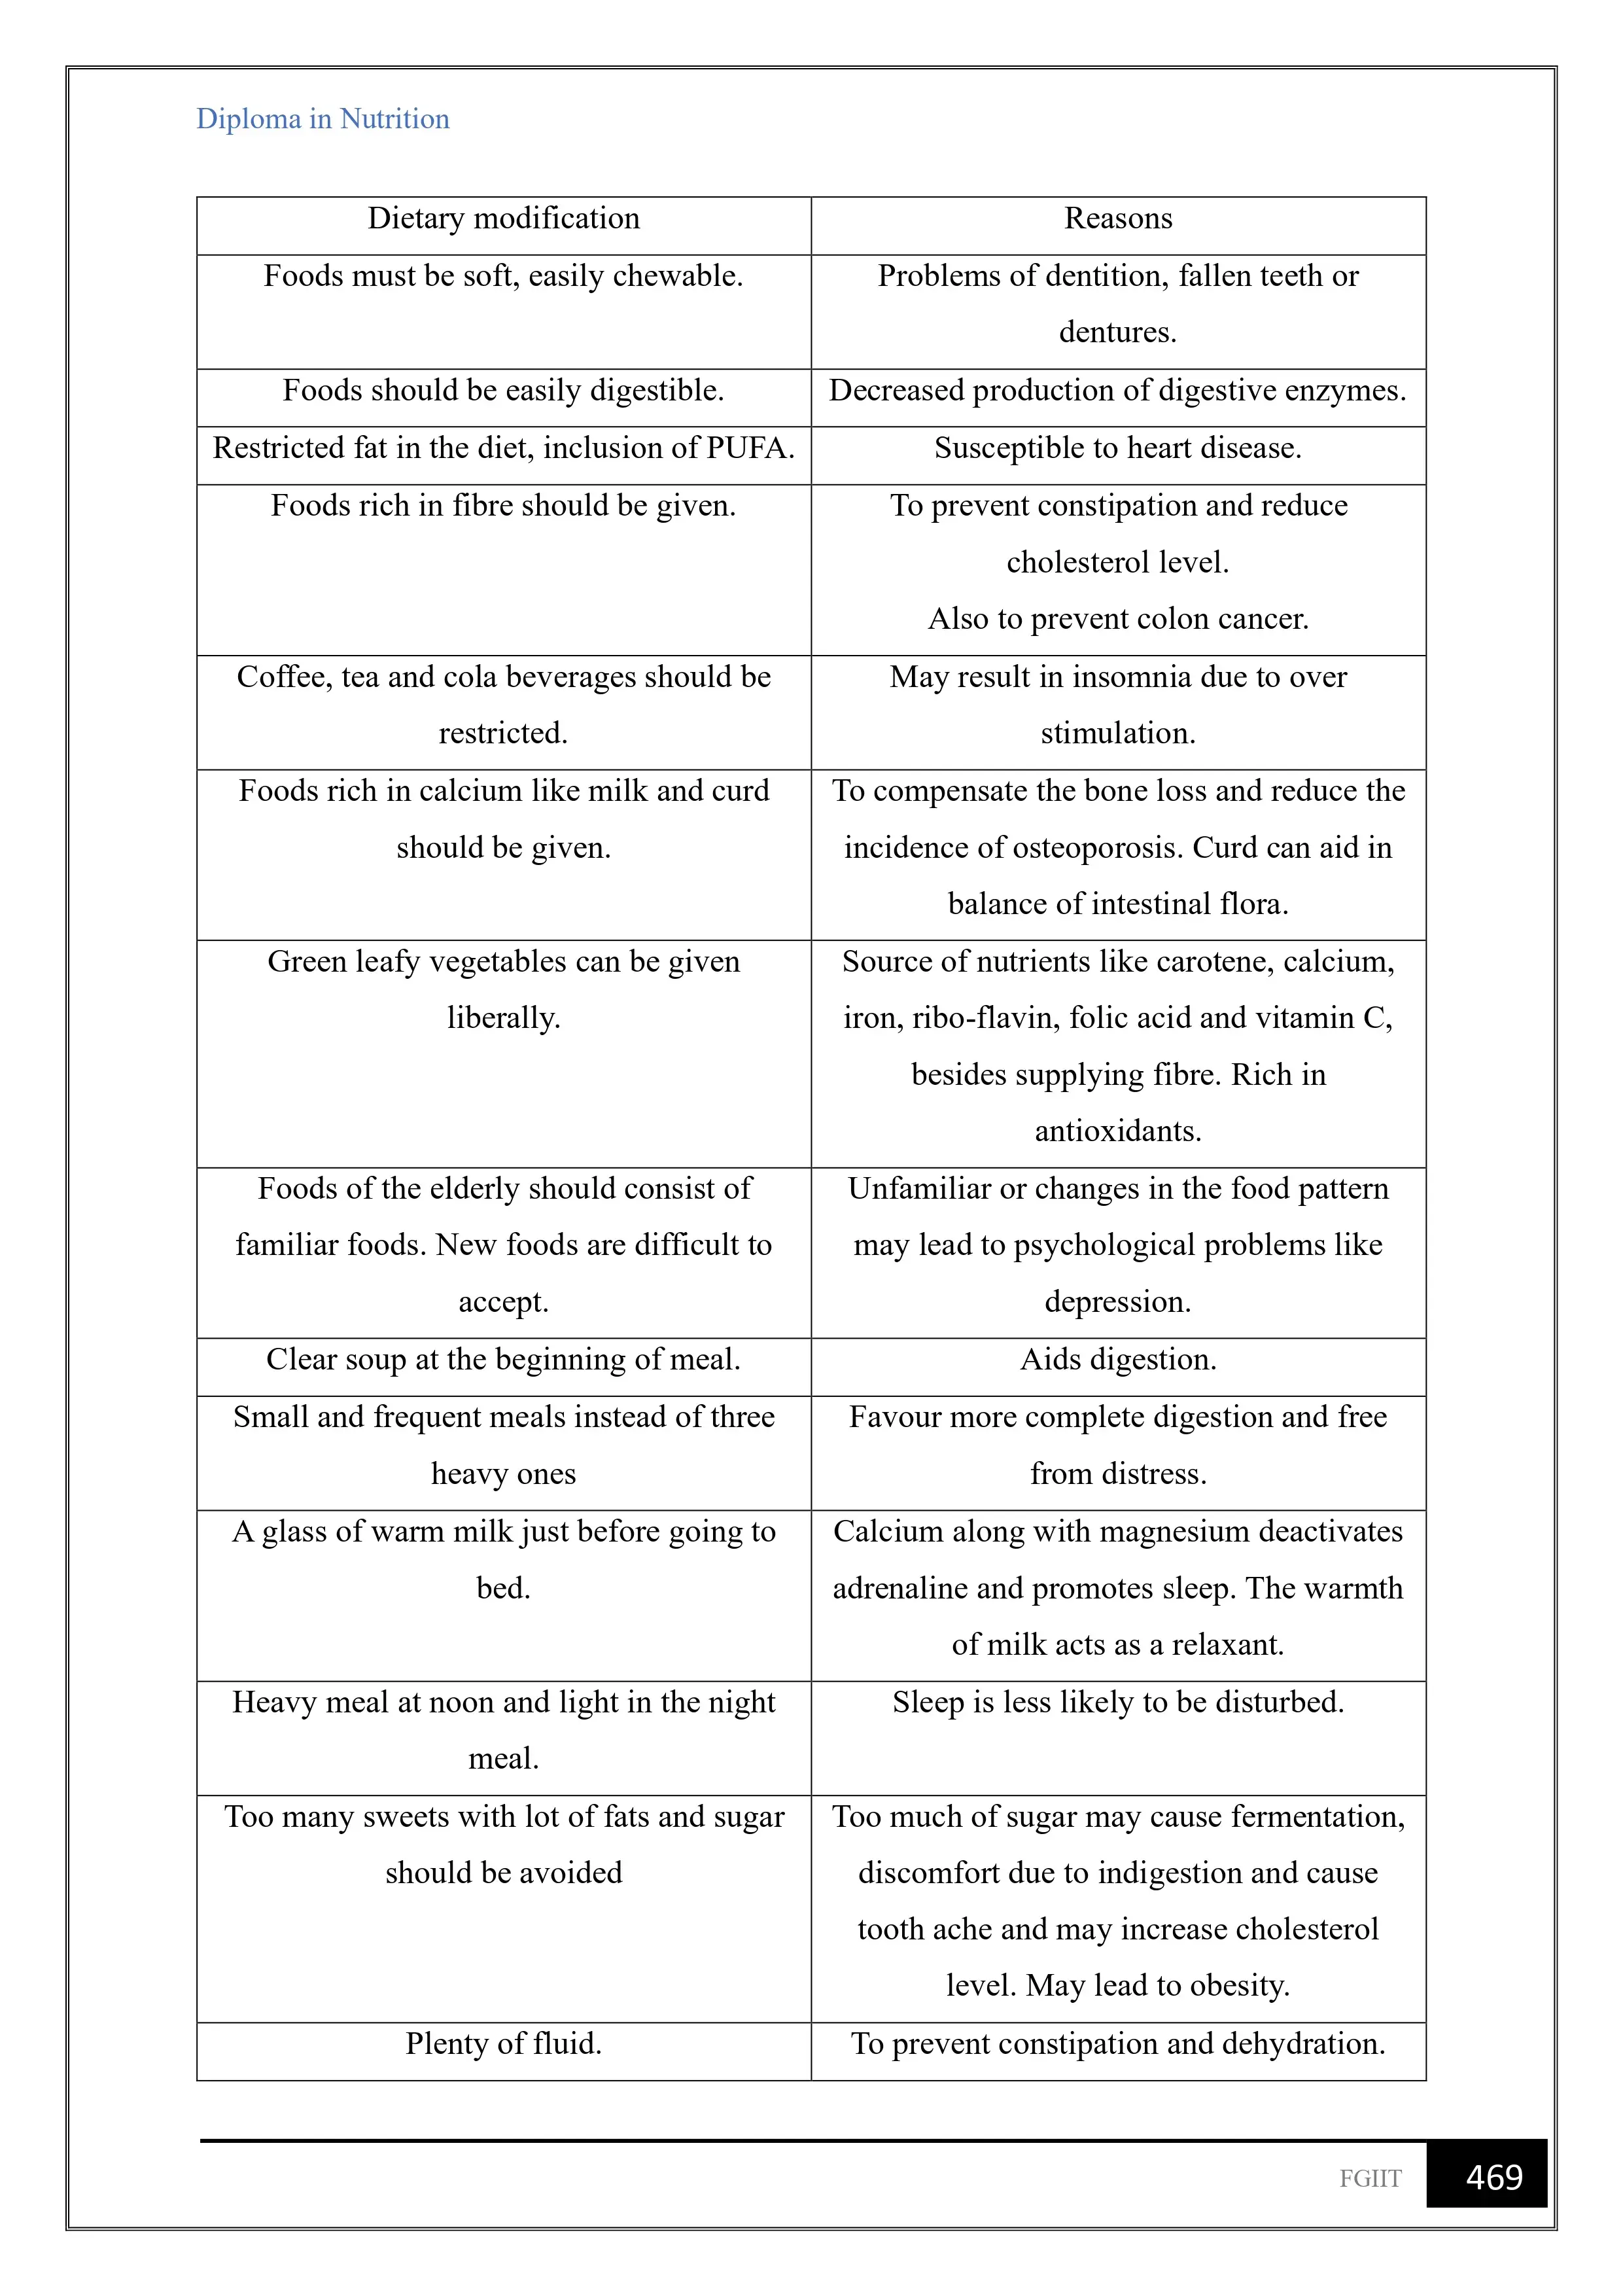 Diploma in Nutrition
Dietary modification
Reasons
Foods must be soft, easily chewable.
Problems of dentition, fallen teeth or
dentures.
Foods should be easily digestible.
Decreased production of digestive enzymes.
Restricted fat in the diet, inclusion of PUFA.
Susceptible to heart disease.
Foods rich in fibre should be given.
To prevent constipation and reduce
cholesterol level.
Also to prevent colon cancer.
Coffee, tea and cola beverages should be
restricted.
May result in insomnia due to over
stimulation.
Foods rich in calcium like milk and curd
should be given.
To compensate the bone loss and reduce the
incidence of osteoporosis. Curd can aid in
balance of intestinal flora.
Green leafy vegetables can be given
liberally.
Source of nutrients like carotene, calcium,
iron, ribo-flavin, folic acid and vitamin C,
besides supplying fibre. Rich in
antioxidants.
Foods of the elderly should consist of
familiar foods. New foods are difficult to
accept.
Unfamiliar or changes in the food pattern
may lead to psychological problems like
depression.
Clear soup at the beginning of meal.
Aids digestion.
Small and frequent meals instead of three
heavy ones
Favour more complete digestion and free
from distress.
A glass of warm milk just before going to
bed.
Calcium along with magnesium deactivates
adrenaline and promotes sleep. The warmth
of milk acts as a relaxant.
Heavy meal at noon and light in the night
meal.
Sleep is less likely to be disturbed.
Too many sweets with lot of fats and sugar
should be avoided
Too much of sugar may cause fermentation,
discomfort due to indigestion and cause
tooth ache and may increase cholesterol
level. May lead to obesity.
Plenty of fluid.
To prevent constipation and dehydration.
FGIIT
469